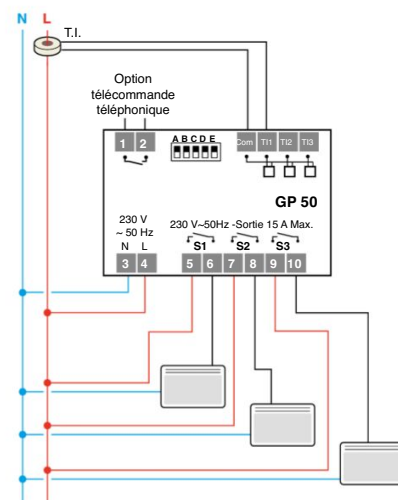 N L
T.I.
Option
télécommande
téléphonique
1 2
A B C D E
Com TI1 TI2 TI3
GP 50
230 V
~ 50 Hz
N L
230 V~50Hz -Sortie 15 A Max.
S1 S2 S3
3 4 5 6 7 8 9 10